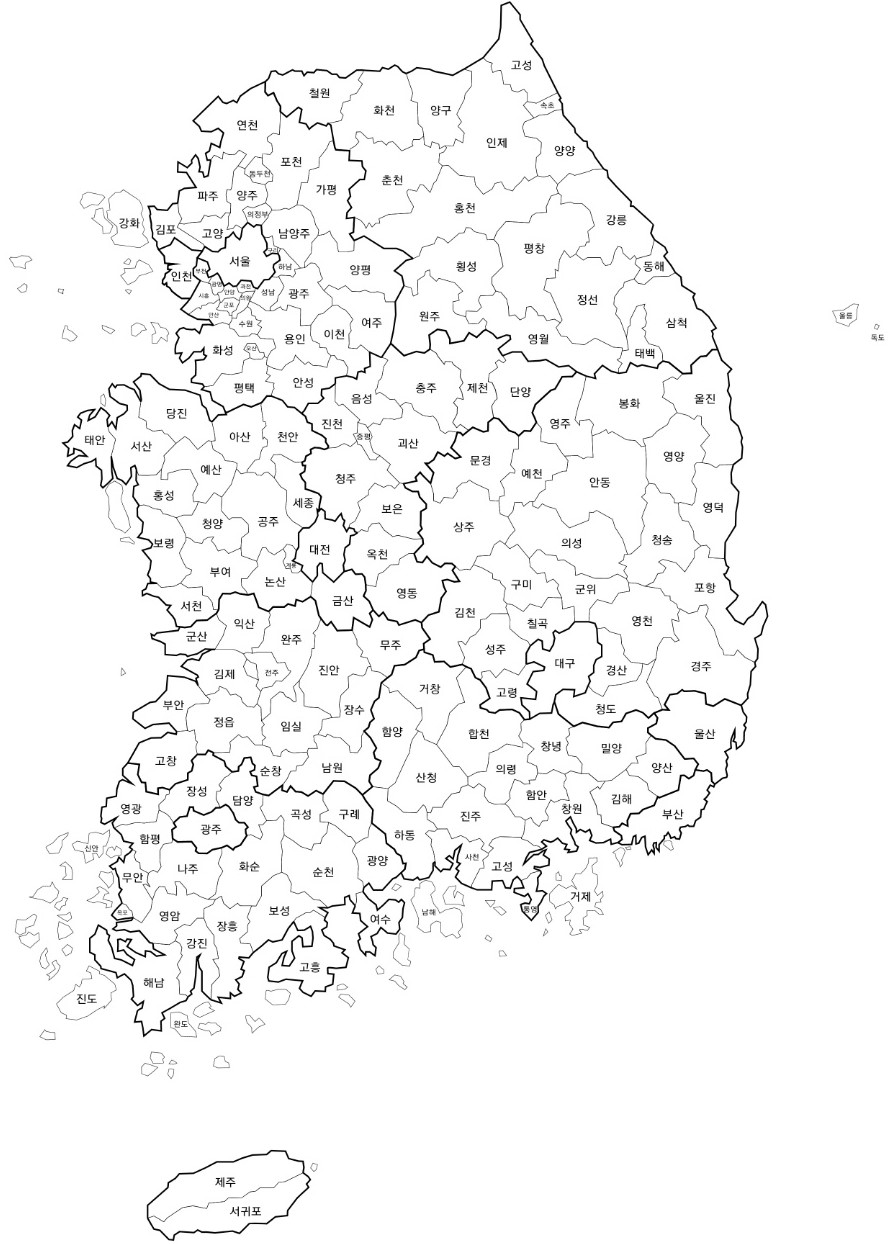 고성
철원
화천
양구
속초
연천
인제
양양
포천
동두천
춘천
가평
파주
양주
홍천
의정부
강릉
강화
김포
고양
남양주
평창
구리
서울
하남
양평
횡성
동해
인천
부천
광명
과천
안양
의왕
성남
광주
정선
시흥
군포
안산
수원
여주
원주
삼척
울릉
독도
용인
이천
영월
화성
오산
태백
평택
안성
음성
충주
제천
단양
봉화
울진
당진
진천
영주
태안
서산
아산
천안
증평
괴산
영양
문경
예산
예천
청주
안동
홍성
세종
보은
영덕
청양
공주
상주
보령
대전
옥천
의성
청송
계룡
부여
논산
영동
구미
군위
포항
서천
금산
김천
익산
칠곡
영천
군산
완주
무주
성주
대구
경산
경주
김제
전주
진안
거창
고령
부안
장수
청도
정읍
임실
함양
합천
울산
창녕
밀양
고창
순창
남원
의령
양산
산청
장성
담양
함안
김해
영광
곡성
구례
진주
창원
부산
광주
하동
함평
신안
나주
화순
순천
광양
사천
고성
무안
거제
목포
영암
보성
여수
남해
통영
장흥
강진
고흥
해남
진도
완도
제주
서귀포